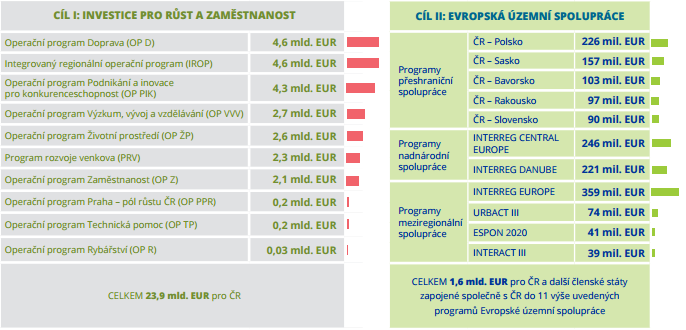 CÍL I: INVESTICE PRO RŮST A ZAMĚSTNANOST
Operační program Doprava (OP D) 4,6 mld. EUR
Integrovaný regionální operační program (IROP) 4,6 mld. EUR
Operační program Podnikání a inovace
pro konkurenceschopnost (OP PIK) 4,3 mld. EUR
Operační program Výzkum, vývoj a vzdělávání (OP VVV) 2,7 mld. EUR
Operační program Životní prostředí (OP ŽP) 2,6 mld. EUR
Program rozvoje venkova (PRV) 2,3 mld. EUR
Operační program Zaměstnanost (OP Z) 2,1 mld. EUR
Operační program Praha – pól růstu ČR (OP PPR) 0,2 mld. EUR
Operační program Technická pomoc (OP TP) 0,2 mld. EUR
Operační program Rybářství (OP R) 0,03 mld. EUR
CELKEM 23,9 mld. EUR pro ČR
CÍL II: EVROPSKÁ ÚZEMNÍ SPOLUPRÁCE
Programy
přeshraniční
spolupráce
ČR – Polsko 226 mil. EUR
ČR – Sasko 157 mil. EUR
ČR – Bavorsko 103 mil. EUR
ČR – Rakousko 97 mil. EUR
ČR – Slovensko 90 mil. EUR
Programy
nadnárodní
spolupráce
INTERREG CENTRAL
EUROPE 246 mil. EUR
INTERREG DANUBE 221 mil. EUR
Programy
meziregionální
spolupráce
INTERREG EUROPE 359 mil. EUR
URBACT III 74 mil. EUR
ESPON 2020 41 mil. EUR
INTERACT III 39 mil. EUR
CELKEM 1,6 mld. EUR pro ČR a další členské státy
zapojené společně s ČR do 11 výše uvedených
programů Evropské územní spolupráce